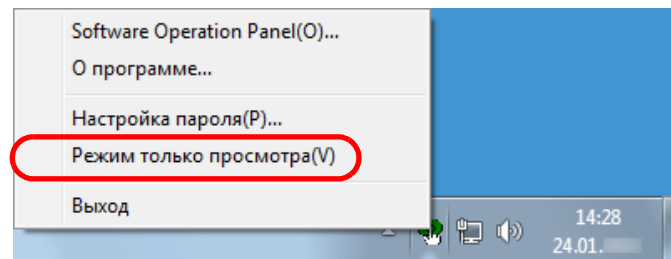 Software Operation Panel(O)...
О программе...
Настройка пароля(P)...
Режим только просмотра(V)
Выход
14:28
24.01.